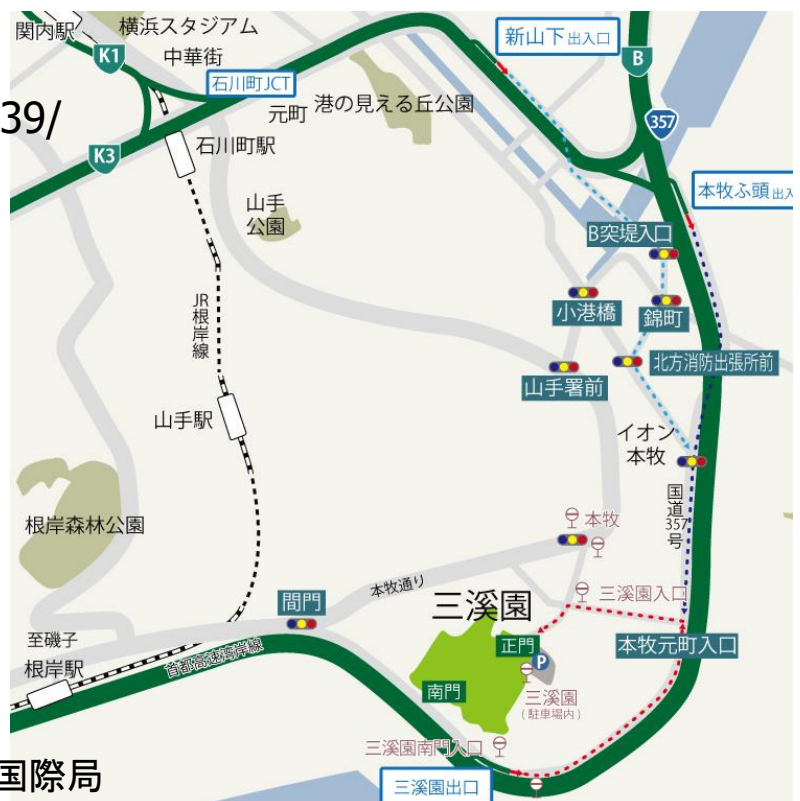 関内駅
横浜スタジアム
中華街
K1
石川町JCT
新山下出入口
B
357
39/
元町
港の見える丘公園
K3
石川町駅
本牧ふ頭出入
山手
公園
B突堤入口
JR根岸線
小港橋
錦町
山手署前
北方消防出張所前
山手駅
イオン
本牧
国道357号
根岸森林公園
本牧
本牧通り
三溪園入口
間門
三溪園
正門
P
本牧元町入口
至磯子
根岸駅
首都高速湾岸線
南門
三溪園
(駐車場内)
三溪園南門入口
国際局
三溪園出口